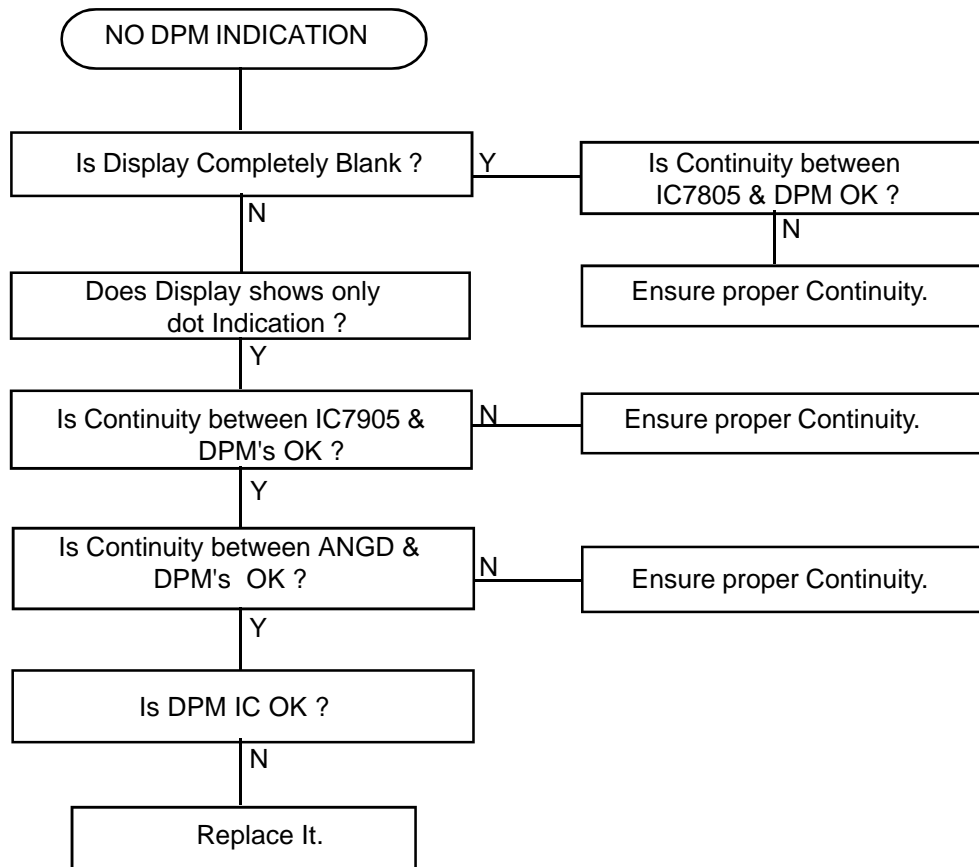 NO DPM INDICATION
Is Display Completely Blank ?
Y
Is Continuity between
IC7805 & DPM OK ?
N
N
Does Display shows only
dot Indication ?
Ensure proper Continuity.
Y
Is Continuity between IC7905 &
DPM's OK ?
N
Ensure proper Continuity.
Y
Is Continuity between ANGD &
DPM's OK ?
N
Ensure proper Continuity.
Y
Is DPM IC OK ?
N
Replace It.